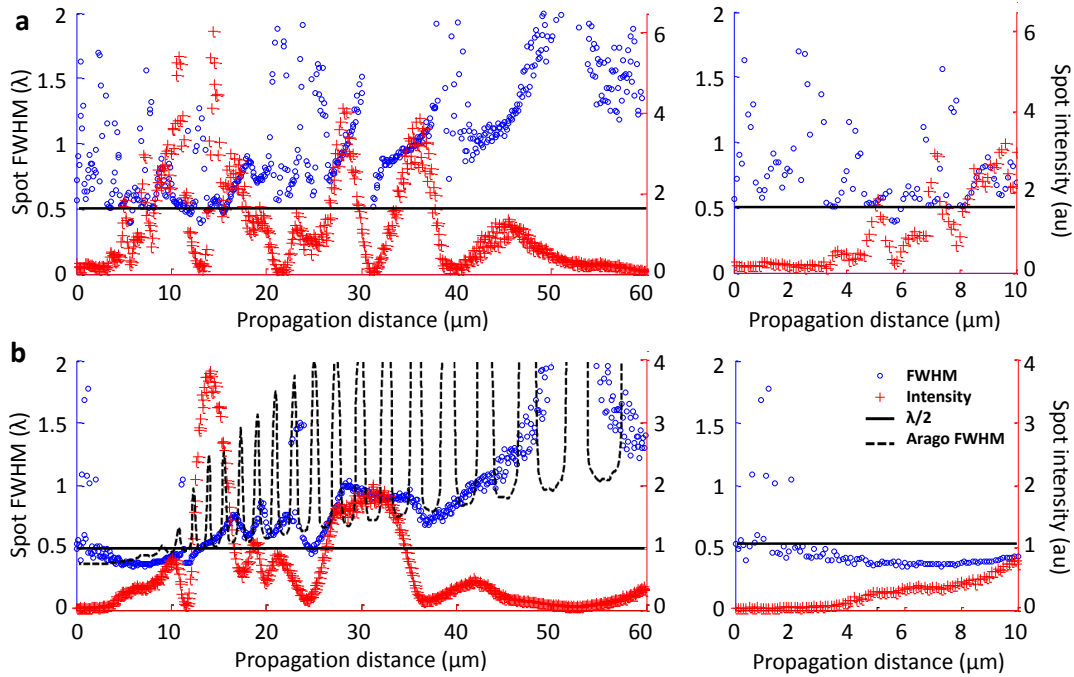 a
Spot FWHM (λ)
2
1.5
1
0.5
0
6
4
2
0
0 10 20 30 40 50 60
Propagation distance (µm)
2
1.5
1
0.5
0
6
4
2
0
Spot intensity (au)
0 2 4 6 8 10
Propagation distance (µm)
b
Spot FWHM (λ)
2
1.5
1
0.5
0
4
3
2
1
0
0 10 20 30 40 50 60
Propagation distance (µm)
2
1.5
1
0.5
0
FWHM
Intensity
λ/2
Arago FWHM
4
3
2
1
0
Spot intensity (au)
0 2 4 6 8 10
Propagation distance (µm)